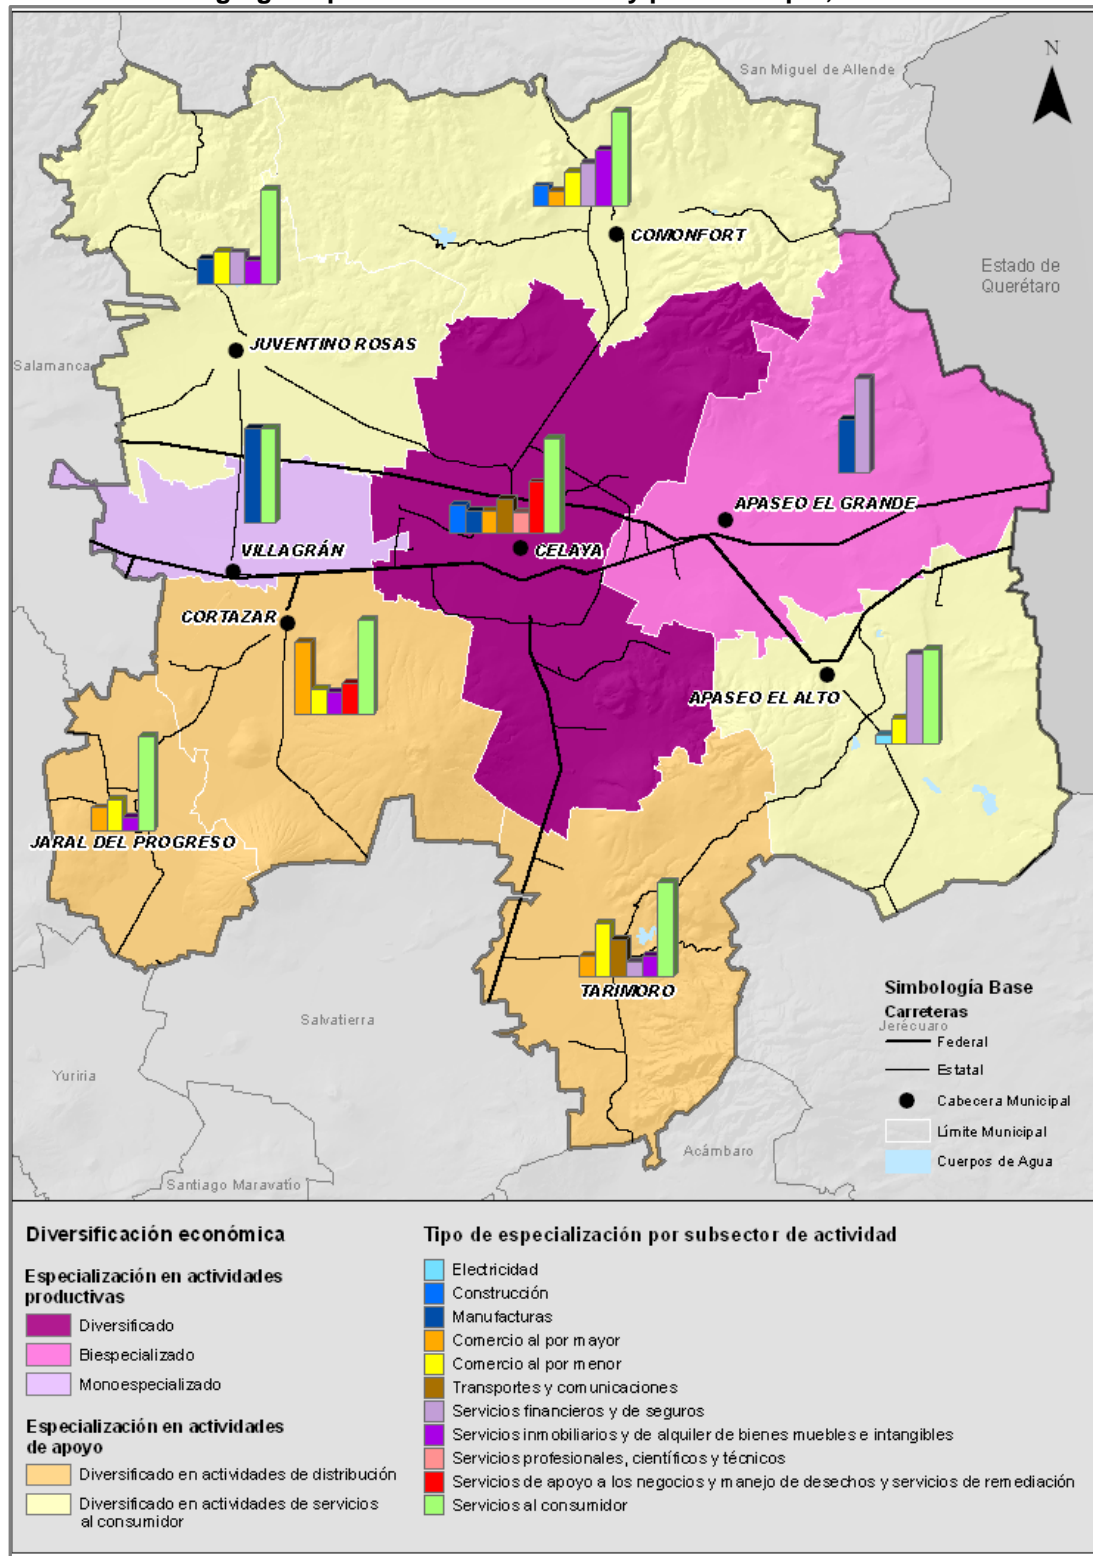 San Miguel de Allende
N
COMONFORT
Estado de
Querétaro
JUVENTINO ROSAS
Salamanca
APASEO EL GRANDE
VILLAGRÁN
CELAYA
CORTAZAR
APASEO EL ALTO
JARAL DEL PROGRESO
TARIMORO
Salvatierra
Yuriria
Acámbaro
Santiago Maravatío
Jerécuaro
Simbología Base
Carreteras
Federal
Estatal
Cabecera Municipal
Límite Municipal
Cuerpos de Agua
Diversificación económica
Especialización en actividades
productivas
Diversificado
Biespecializado
Monoespecializado
Especialización en actividades
de apoyo
Diversificado en actividades de distribución
Diversificado en actividades de servicios
al consumidor
Tipo de especialización por subsector de actividad
Electricidad
Construcción
Manufacturas
Comercio al por mayor
Comercio al por menor
Transportes y comunicaciones
Servicios financieros y de seguros
Servicios inmobiliarios y de alquiler de bienes muebles e intangibles
Servicios profesionales, científicos y técnicos
Servicios de apoyo a los negocios y manejo de desechos y servicios de remediación
Servicios al consumidor